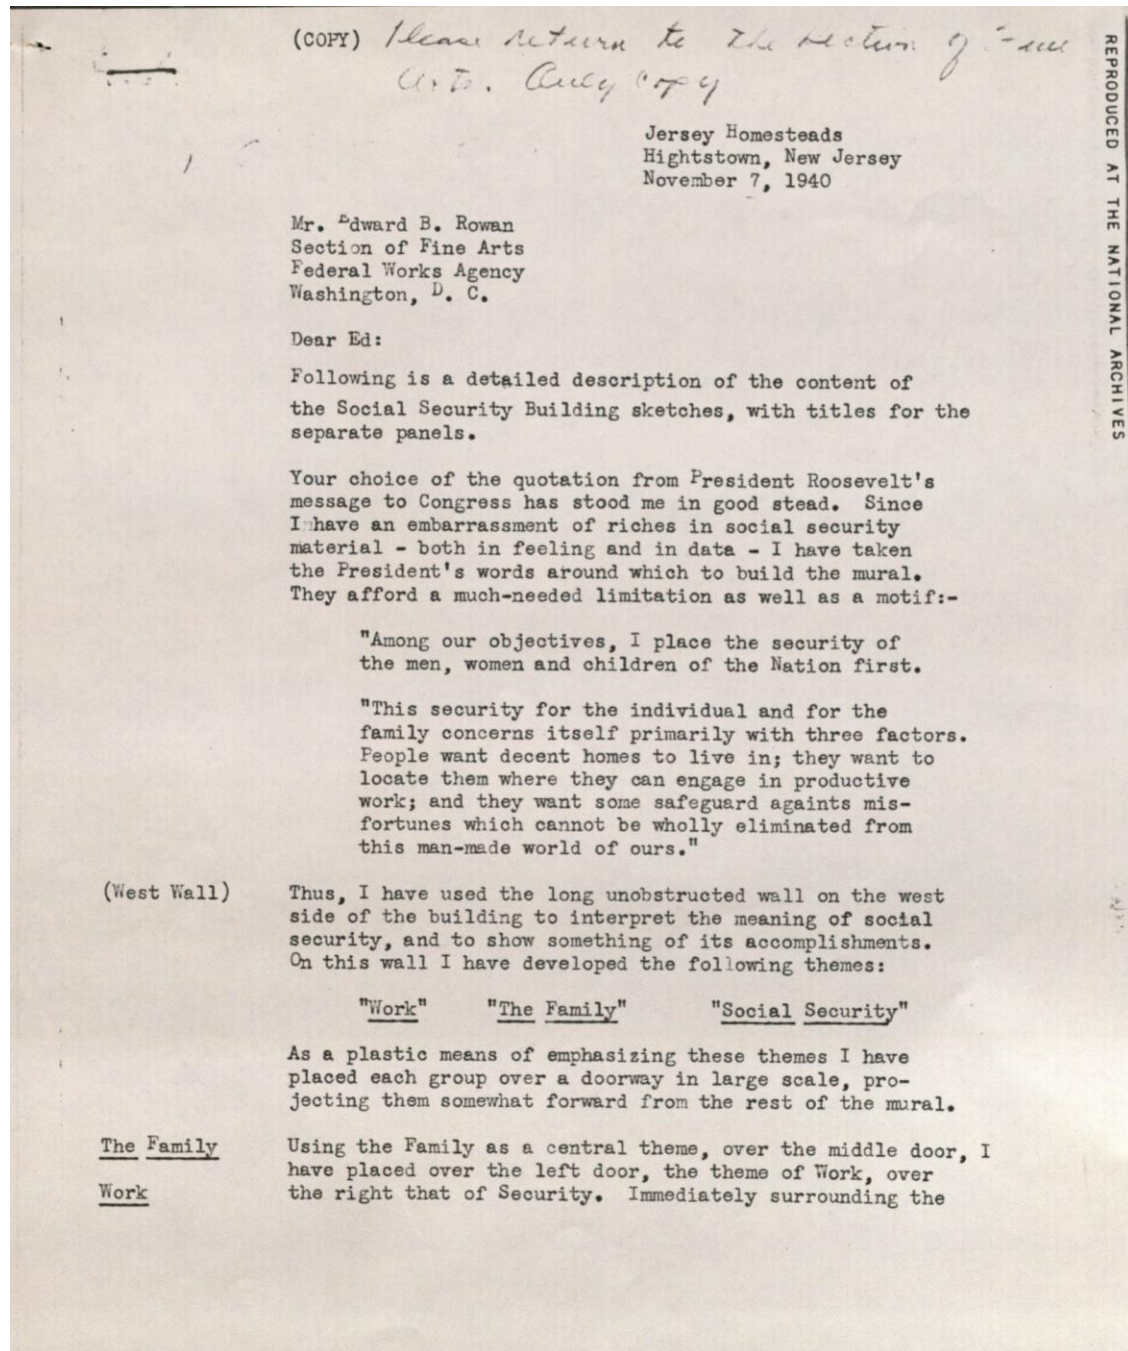 (COPY) Please return to the section of Fine
Arts. Only copy
REPRODUCED AT THE NATIONAL ARCHIVES
Jersey Homesteads
Hightstown, New Jersey
November 7, 1940
Mr. Edward B. Rowan
Section of Fine Arts
Federal Works Agency
Washington, D. C.
Dear Ed:
Following is a detailed description of the content of
the Social Security Building sketches, with titles for the
separate panels.
Your choice of the quotation from President Roosevelt's
message to Congress has stood me in good stead. Since
I have an embarrassment of riches in social security
material - both in feeling and in data - I have taken
the President's words around which to build the mural.
They afford a much-needed limitation as well as a motif:-
"Among our objectives, I place the security of
the men, women and children of the Nation first.
"This security for the individual and for the
family concerns itself primarily with three factors.
People want decent homes to live in; they want to
locate them where they can engage in productive
work; and they want some safeguard againts mis-
fortunes which cannot be wholly eliminated from
this man-made world of ours."
(West Wall) Thus, I have used the long unobstructed wall on the west
side of the building to interpret the meaning of social
security, and to show something of its accomplishments.
On this wall I have developed the following themes:
"Work" "The Family" "Social Security"
As a plastic means of emphasizing these themes I have
placed each group over a doorway in large scale, pro-
jecting them somewhat forward from the rest of the mural.
The Family Using the Family as a central theme, over the middle door, I
have placed over the left door, the theme of Work, over
Work the right that of Security. Immediately surrounding the